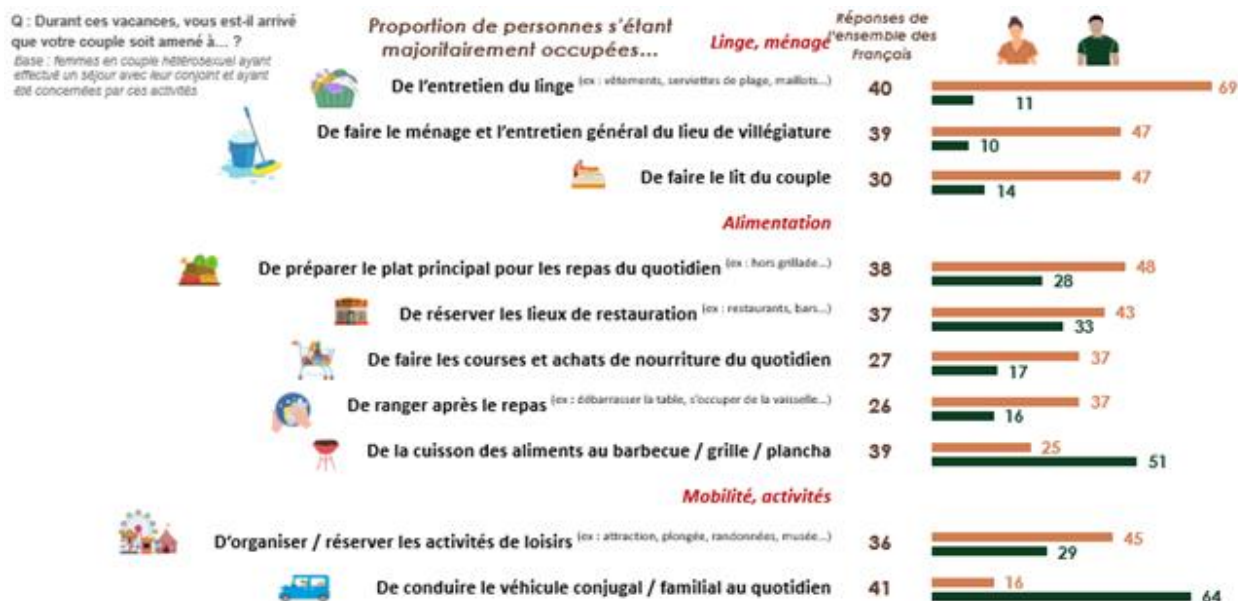 Q : Durant ces vacances, vous est-il arrivé
que votre couple soit amené à... ?
Base : femmes en couple hétérosexuel ayant
effectué un séjour avec leur conjoint et ayant
été concernées par ces activités
Proportion de personnes s'étant
majoritairement occupées...
Réponses de
l'ensemble des
Français
Linge, ménagé
De l'entretien du linge (ex : vêtements, serviettes de plage, maillots...) 40 69
11
De faire le ménage et l'entretien général du lieu de villégiature 39 47
10
De faire le lit du couple 30 47
14
Alimentation
De préparer le plat principal pour les repas du quotidien (ex : hors grillade...) 38 48
28
De réserver les lieux de restauration (ex : restaurants, bars...) 37 43
33
De faire les courses et achats de nourriture du quotidien 27 37
17
De ranger après le repas (ex : débarrasser la table, s'occuper de la vaisselle...) 26 37
16
De la cuisson des aliments au barbecue / grille / plancha 39 25
51
Mobilité, activités
D'organiser / réserver les activités de loisirs (ex : attraction, plongée, randonnées, musée...) 36 45
29
De conduire le véhicule conjugal / familial au quotidien 41 16
64